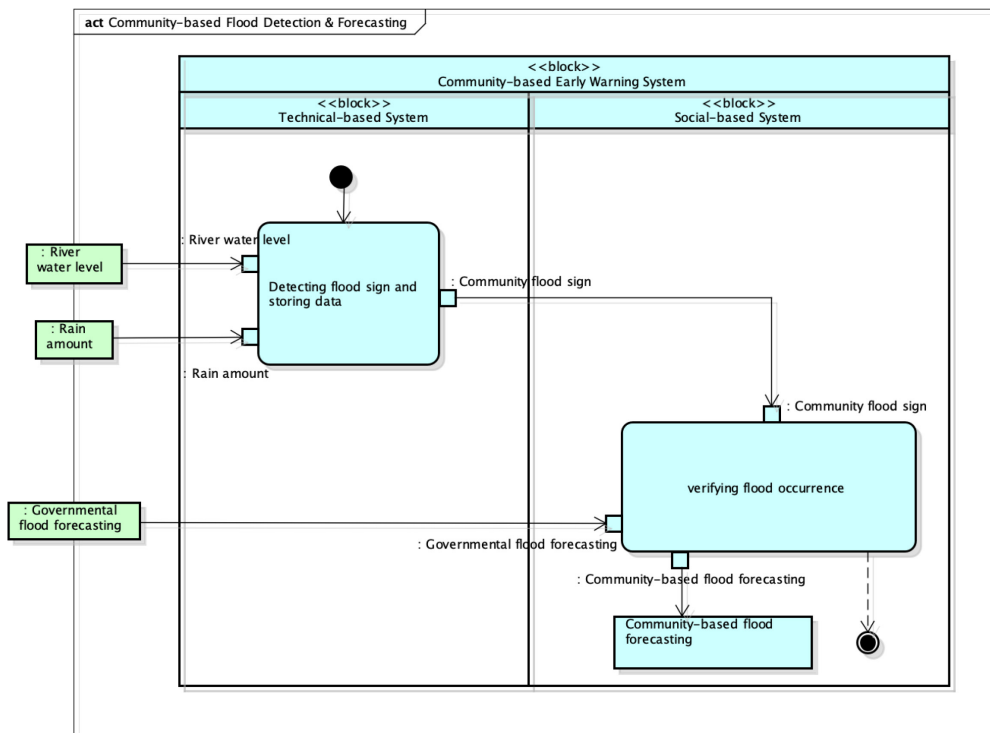 act Community-based Flood Detection & Forecasting
<<block>>
Community-based Early Warning System
<<block>>
Technical-based System
<<block>>
Social-based System
: River
water level
: River water level
Detecting flood sign and
storing data
: Community flood sign
: Rain
amount
: Rain amount
: Community flood sign
verifying flood occurrence
: Governmental
flood forecasting
: Governmental flood forecasting
: Community-based flood forecasting
Community-based flood
forecasting